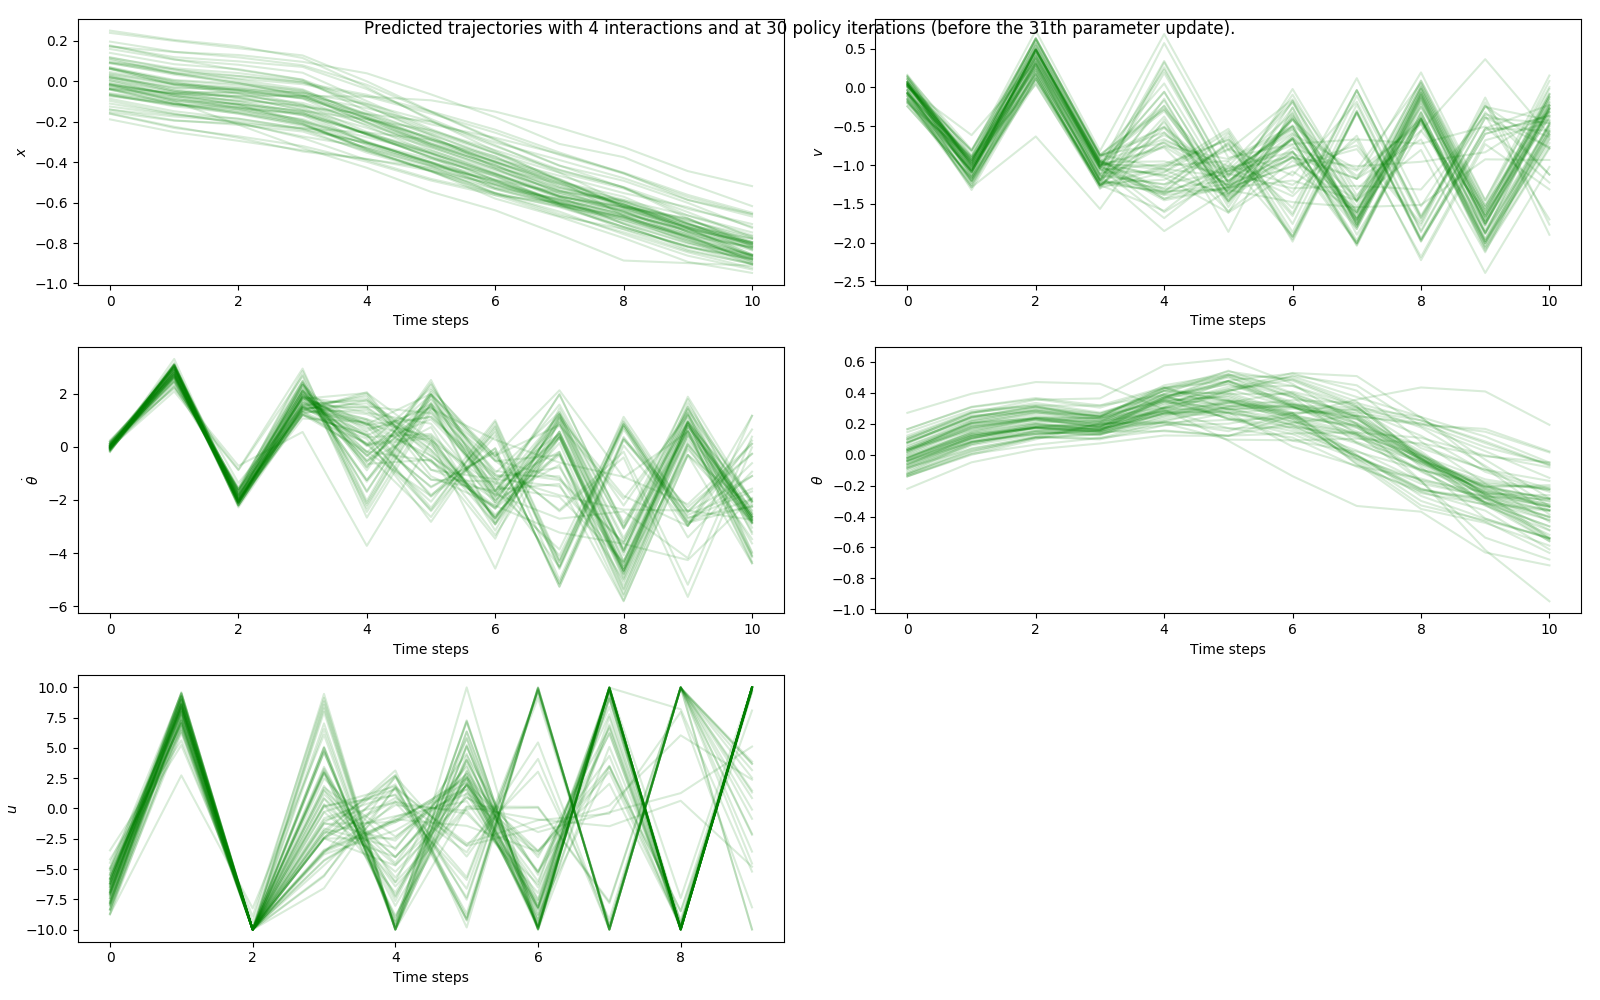 Predicted trajectories with 4 interactions and at 30 policy iterations (before the 31th parameter update).
0.2
0.0
−0.2
−0.4
−0.6
−0.8
−1.0
x
0 2 4 6 8 10
Time steps
0.5
0.0
−0.5
−1.0
−1.5
−2.0
−2.5
v
0 2 4 6 8 10
Time steps
2
0
−2
−4
−6
θ̇
0 2 4 6 8 10
Time steps
0.6
0.4
0.2
0.0
−0.2
−0.4
−0.6
−0.8
−1.0
θ
0 2 4 6 8 10
Time steps
10.0
7.5
5.0
2.5
0.0
−2.5
−5.0
−7.5
−10.0
u
0 2 4 6 8
Time steps